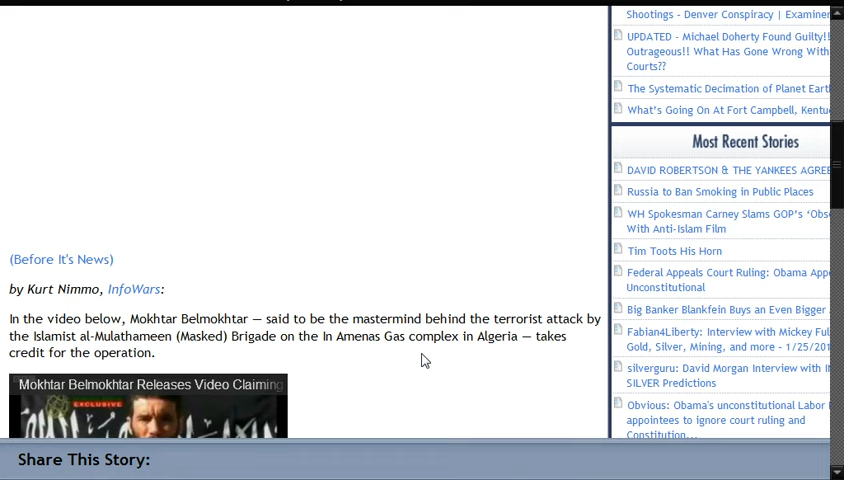 (Before It's News)
by Kurt Nimmo, InfoWars:
In the video below, Mokhtar Belmokhtar — said to be the mastermind behind the terrorist attack by
the Islamist al-Mulathameen (Masked) Brigade on the In Amenas Gas complex in Algeria — takes
credit for the operation.
Mokhtar Belmokhtar Releases Video Claiming
EXCLUSIVE
Share This Story:
Shootings - Denver Conspiracy | Examiner
UPDATED - Michael Doherty Found Guilty!!
Outrageous!! What Has Gone Wrong With
Courts??
The Systematic Decimation of Planet Eart
What's Going On At Fort Campbell, Kentu
Most Recent Stories
DAVID ROBERTSON & THE YANKEES AGREE
Russia to Ban Smoking in Public Places
WH Spokesman Carney Slams GOP's ‘Obs
With Anti-Islam Film
Tim Toots His Horn
Federal Appeals Court Ruling: Obama App
Unconstitutional
Big Banker Blankfein Buys an Even Bigger
Fabian4Liberty: Interview with Mickey Ful
Gold, Silver, Mining, and more - 1/25/201
silverguru: David Morgan Interview with I
SILVER Predictions
Obvious: Obama's unconstitutional Labor
appointees to ignore court ruling and
Constitution...